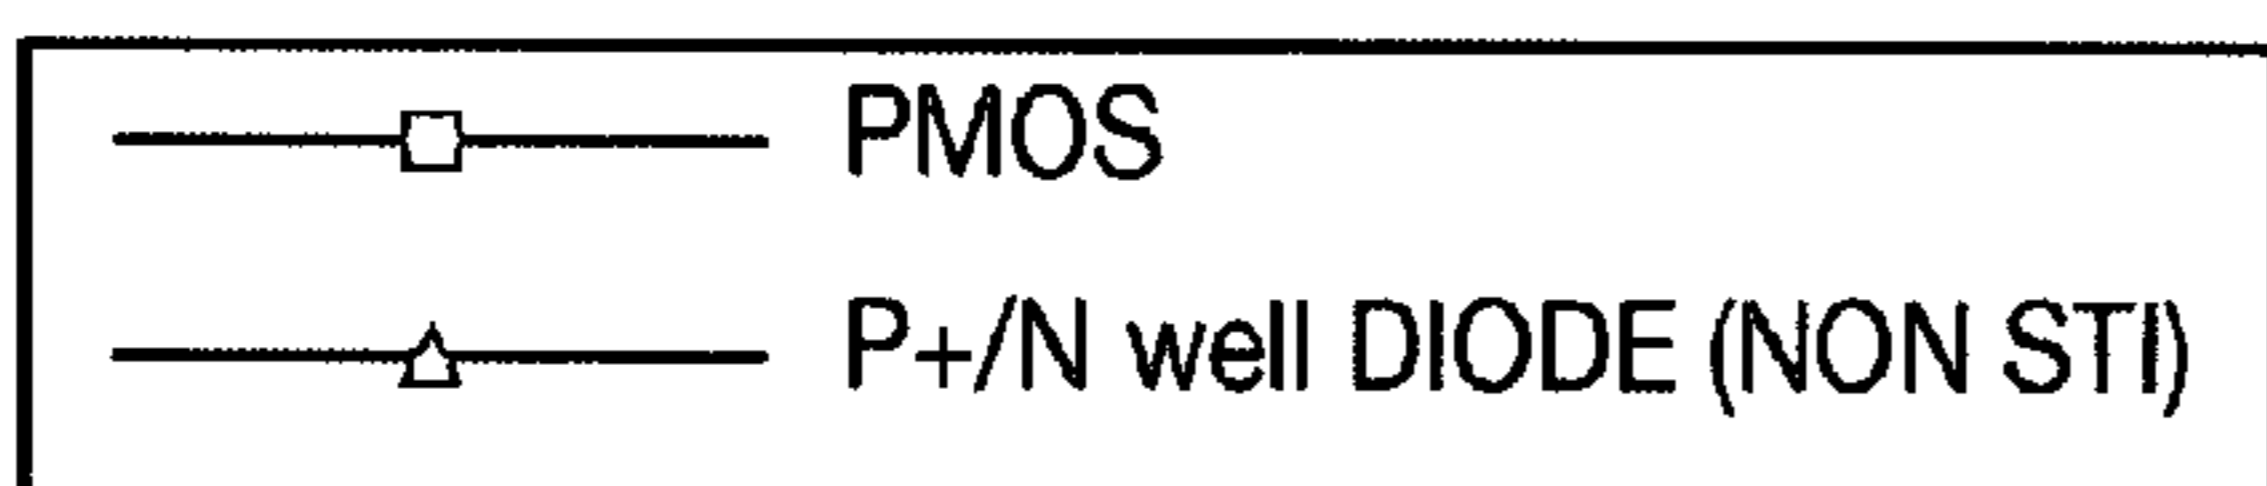 PMOS
P+/N well DIODE (NON STI)